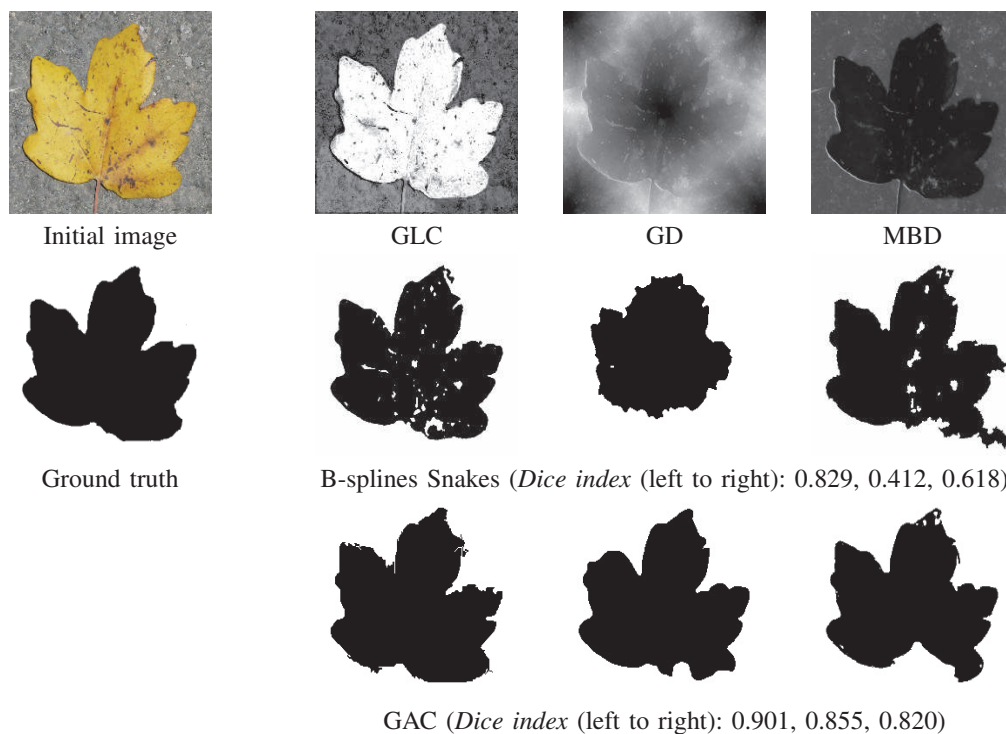 Initial image
GLC
GD
MBD
Ground truth
B-splines Snakes (Dice index (left to right): 0.829, 0.412, 0.618)
GAC (Dice index (left to right): 0.901, 0.855, 0.820)